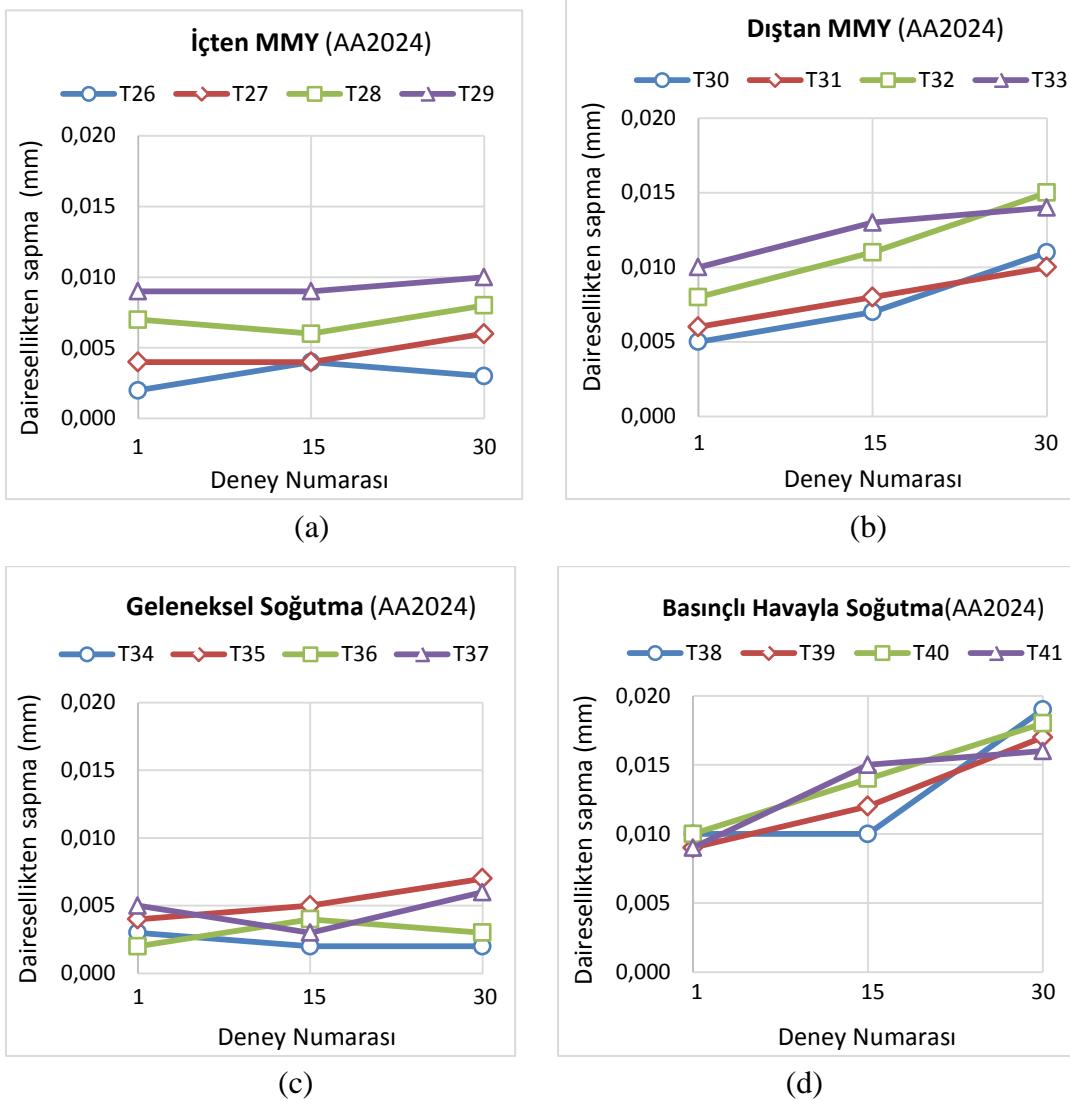 İçten MMY (AA2024)
T26 T27 T28 T29
Dairesellikten sapma (mm)
0,020
0,015
0,010
0,005
0,000
1 15 30
Deney Numarası
(a)
Dıştan MMY (AA2024)
T30 T31 T32 T33
Dairesellikten sapma (mm)
0,020
0,015
0,010
0,005
0,000
1 15 30
Deney Numarası
(b)
Geleneksel Soğutma (AA2024)
T34 T35 T36 T37
Dairesellikten sapma (mm)
0,020
0,015
0,010
0,005
0,000
1 15 30
Deney Numarası
(c)
Basınçlı Havayla Soğutma(AA2024)
T38 T39 T40 T41
Dairesellikten sapma (mm)
0,020
0,015
0,010
0,005
0,000
1 15 30
Deney Numarası
(d)